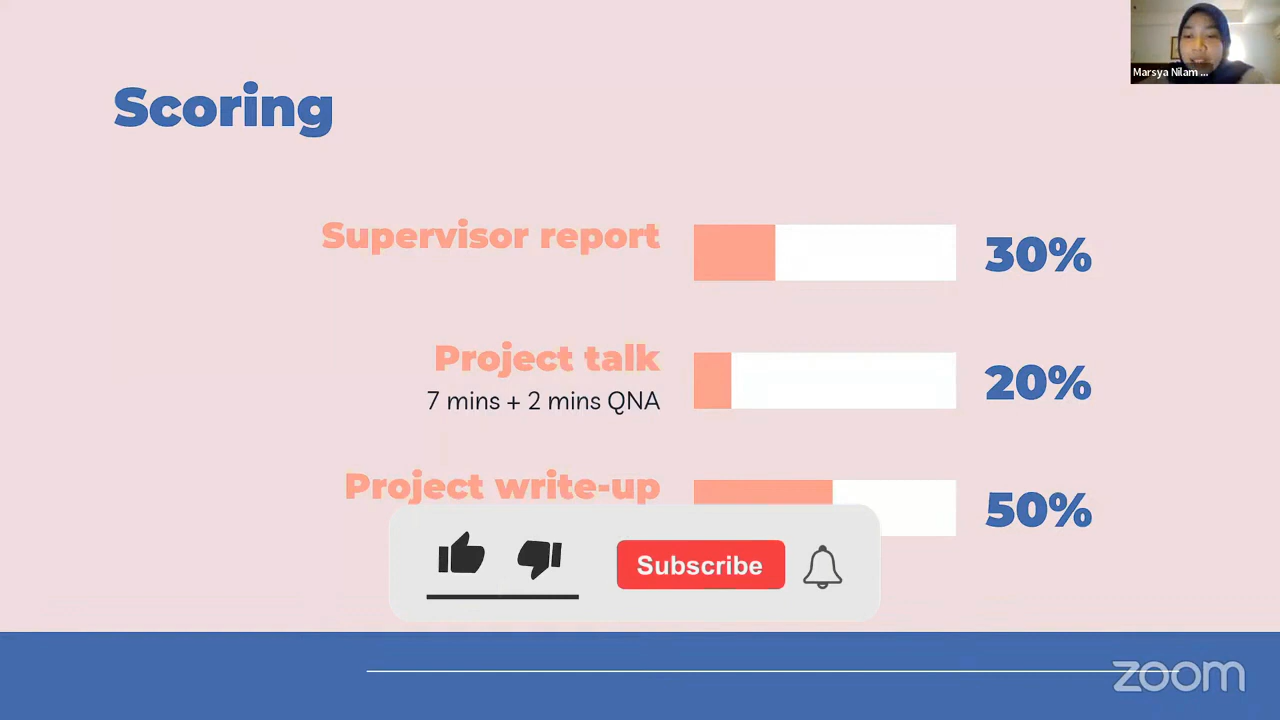 Marsya Nilam ...
Scoring
Supervisor report
30%
Project talk
7 mins + 2 mins QNA
20%
Project write-up
50%
Subscribe
zoom